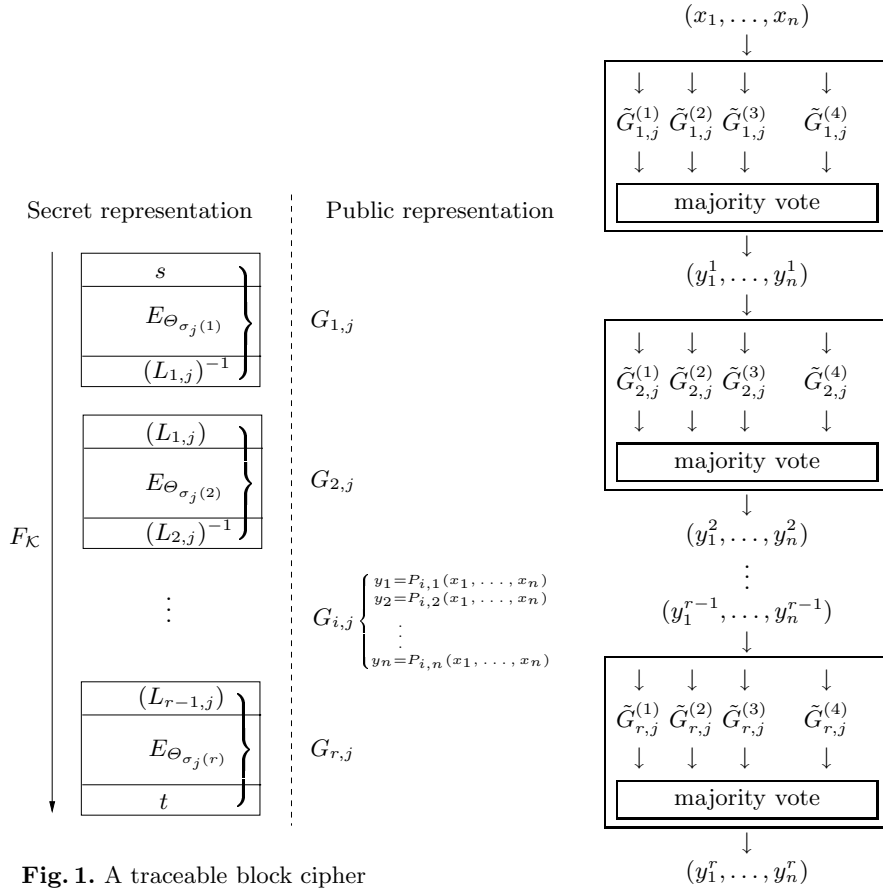 Secret representation
Public representation
F_𝒦
s
E_{Θ_{σ_j(1)}}
(L_{1,j})^{−1}
G_{1,j}
(L_{1,j})
E_{Θ_{σ_j(2)}}
(L_{2,j})^{−1}
G_{2,j}
⋮
G_{i,j} {
y_1=P_{i,1}(x_1, . . . , x_n)
y_2=P_{i,2}(x_1, . . . , x_n)
⋮
y_n=P_{i,n}(x_1, . . . , x_n)
(L_{r−1,j})
E_{Θ_{σ_j(r)}}
t
G_{r,j}
Fig. 1. A traceable block cipher
(x_1, . . . , x_n)
↓
↓ ↓ ↓ ↓
G̃_{1,j}^{(1)} G̃_{1,j}^{(2)} G̃_{1,j}^{(3)} G̃_{1,j}^{(4)}
↓ ↓ ↓ ↓
majority vote
↓
(y_1^1, . . . , y_n^1)
↓
↓ ↓ ↓ ↓
G̃_{2,j}^{(1)} G̃_{2,j}^{(2)} G̃_{2,j}^{(3)} G̃_{2,j}^{(4)}
↓ ↓ ↓ ↓
majority vote
↓
(y_1^2, . . . , y_n^2)
⋮
(y_1^{r−1}, . . . , y_n^{r−1})
↓
↓ ↓ ↓ ↓
G̃_{r,j}^{(1)} G̃_{r,j}^{(2)} G̃_{r,j}^{(3)} G̃_{r,j}^{(4)}
↓ ↓ ↓ ↓
majority vote
↓
(y_1^r, . . . , y_n^r)